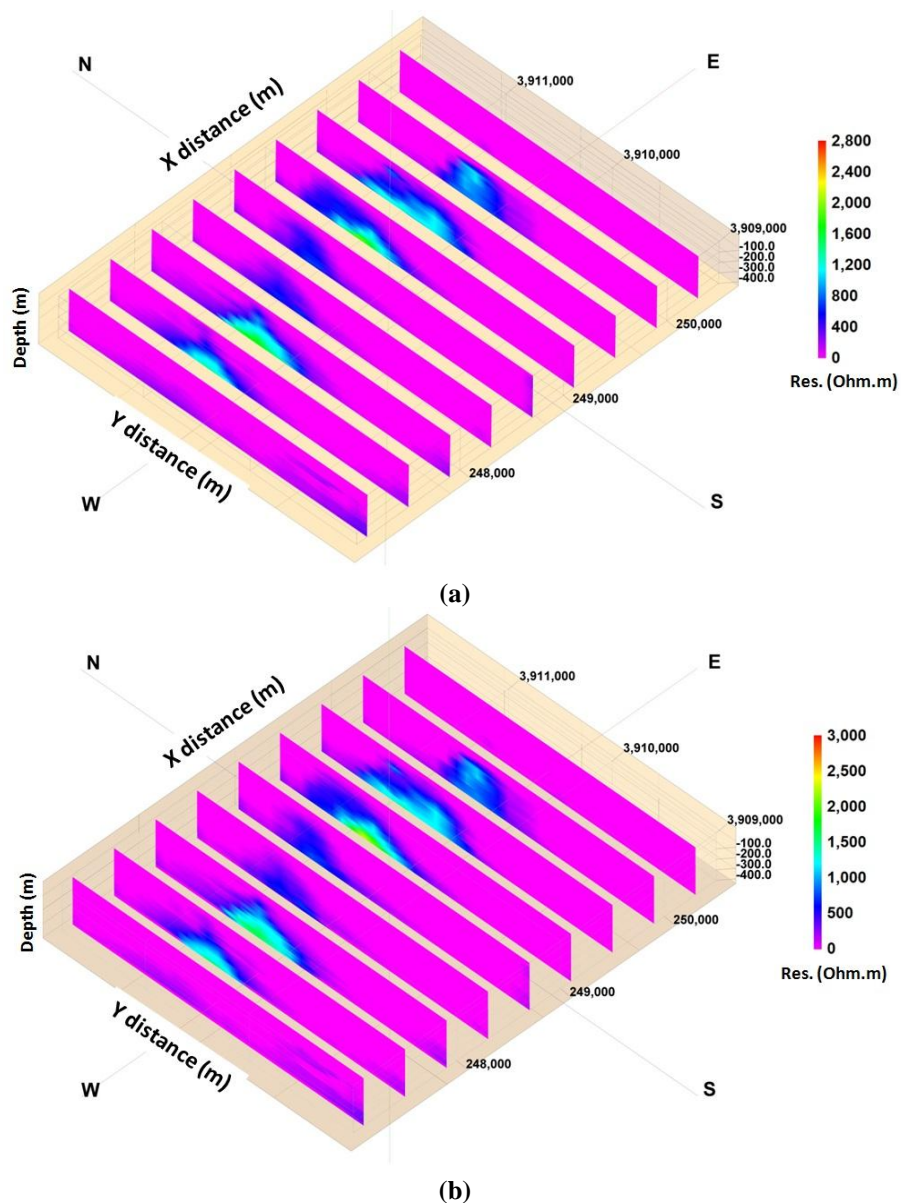 N
E
X distance (m)
3,911,000
3,910,000
3,909,000
-100.0
-200.0
-300.0
-400.0
250,000
249,000
248,000
Depth (m)
Y distance (m)
W
S
2,800
2,400
2,000
1,600
1,200
800
400
0
Res. (Ohm.m)
(a)
N
E
X distance (m)
3,911,000
3,910,000
3,909,000
-100.0
-200.0
-300.0
-400.0
250,000
249,000
248,000
Depth (m)
Y distance (m)
W
S
3,000
2,500
2,000
1,500
1,000
500
0
Res. (Ohm.m)
(b)